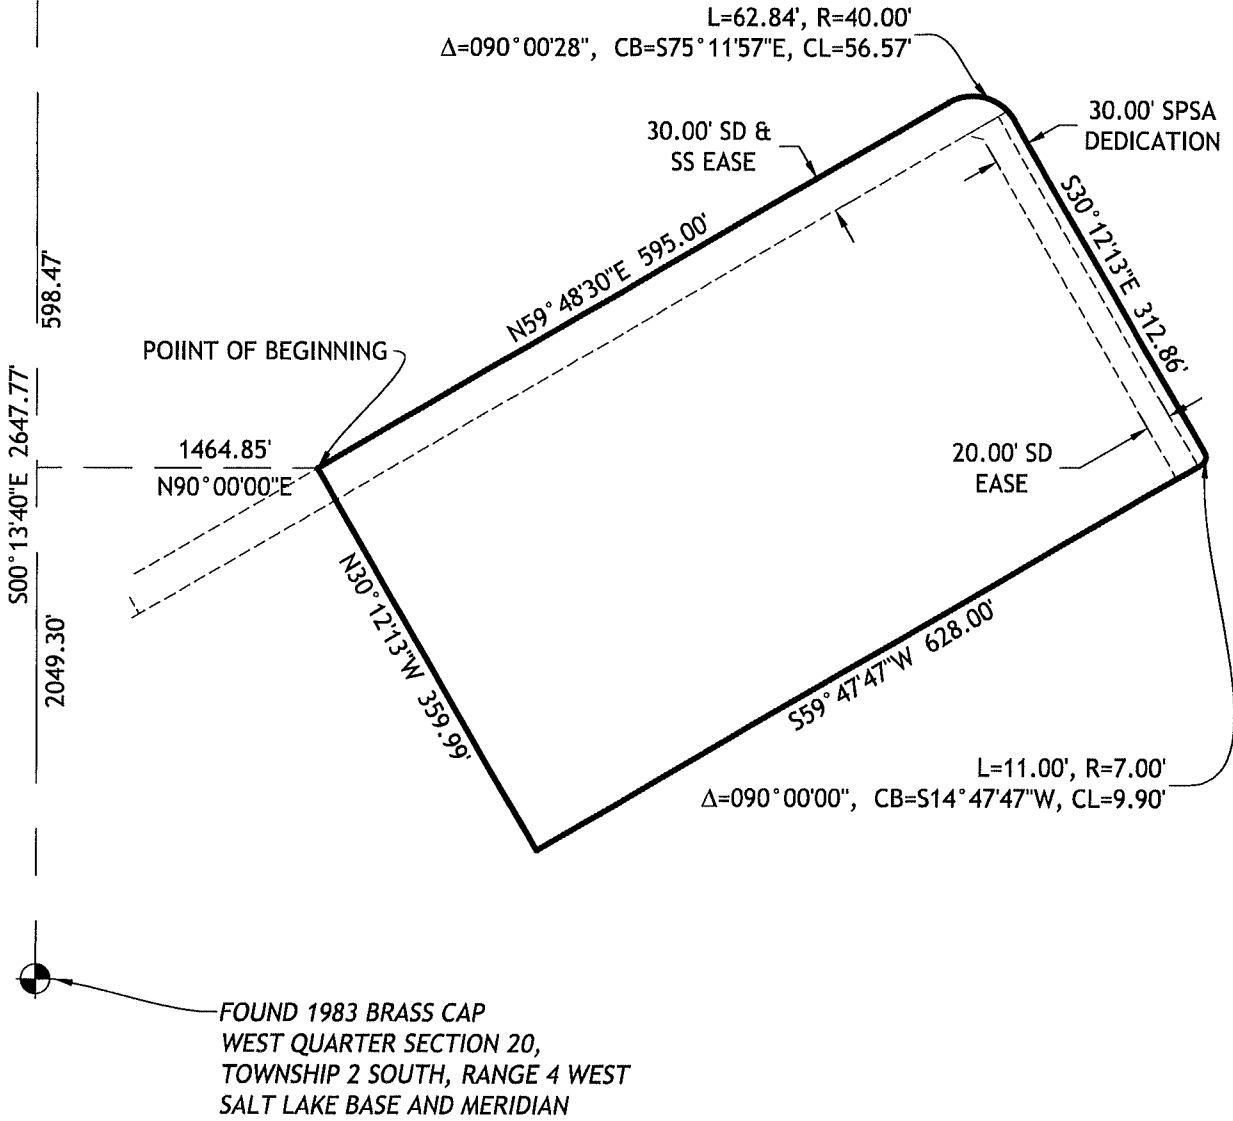 L=62.84', R=40.00'
Δ=090°00'28", CB=S75°11'57"E, CL=56.57'
30.00' SD &
SS EASE
30.00' SPSA
DEDICATION
S30°12'13"E 312.86'
N59°48'30"E 595.00'
598.47'
POIINT OF BEGINNING
S00°13'40"E 2647.77'
1464.85'
N90°00'00"E
20.00' SD
EASE
N30°12'13"W 359.99'
2049.30'
S59°47'47"W 628.00'
L=11.00', R=7.00'
Δ=090°00'00", CB=S14°47'47"W, CL=9.90'
FOUND 1983 BRASS CAP
WEST QUARTER SECTION 20,
TOWNSHIP 2 SOUTH, RANGE 4 WEST
SALT LAKE BASE AND MERIDIAN